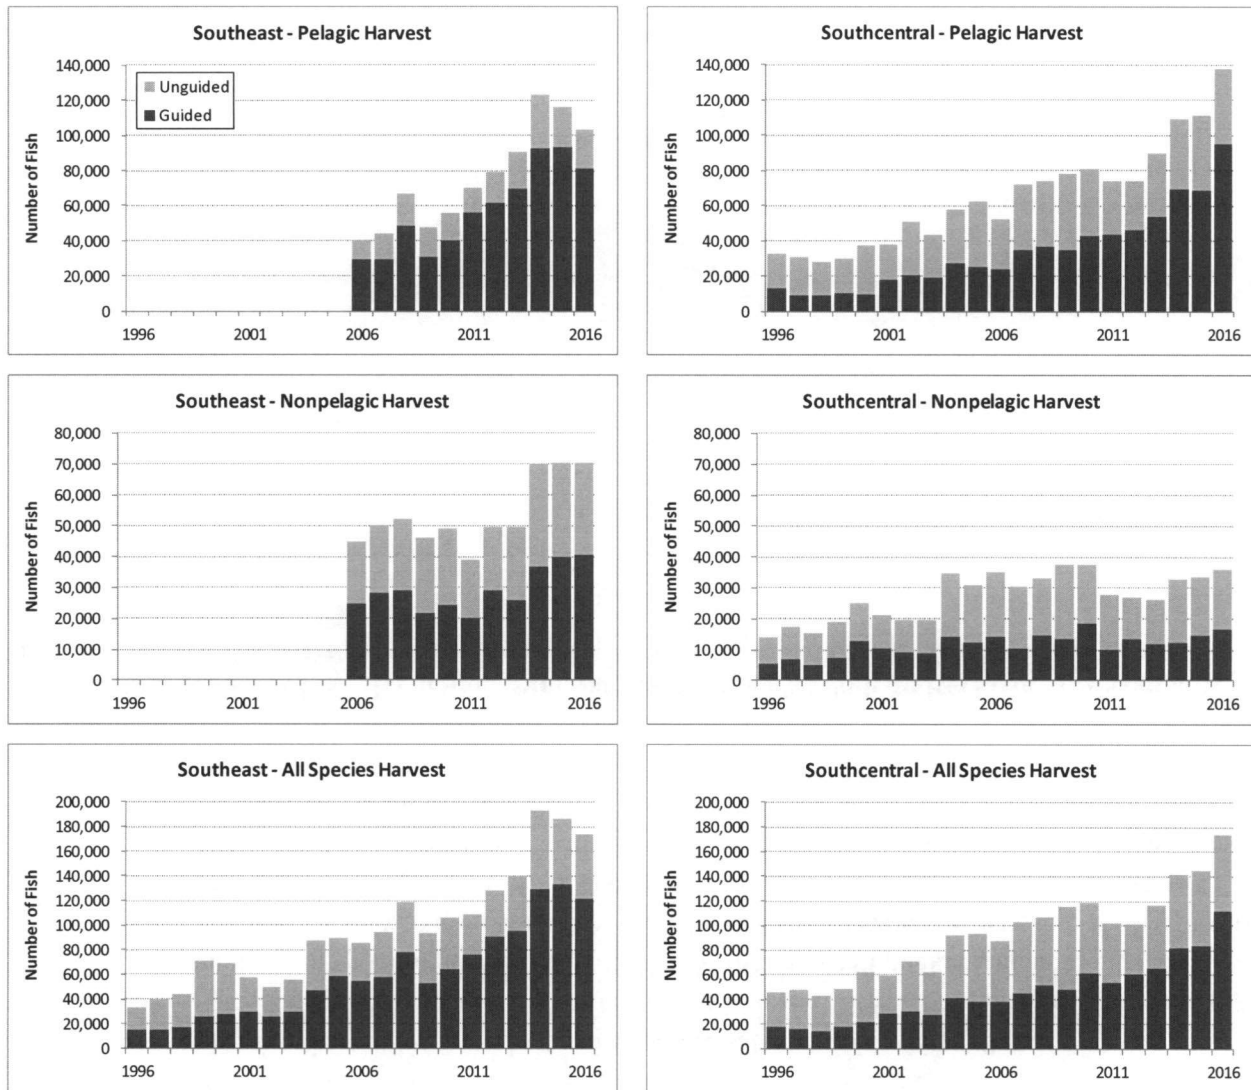 Southeast - Pelagic Harvest
Number of Fish
140,000
120,000
100,000
80,000
60,000
40,000
20,000
0
Unguided
Guided
1996 2001 2006 2011 2016
Southcentral - Pelagic Harvest
Number of Fish
140,000
120,000
100,000
80,000
60,000
40,000
20,000
0
1996 2001 2006 2011 2016
Southeast - Nonpelagic Harvest
Number of Fish
80,000
70,000
60,000
50,000
40,000
30,000
20,000
10,000
0
1996 2001 2006 2011 2016
Southcentral - Nonpelagic Harvest
Number of Fish
80,000
70,000
60,000
50,000
40,000
30,000
20,000
10,000
0
1996 2001 2006 2011 2016
Southeast - All Species Harvest
Number of Fish
200,000
180,000
160,000
140,000
120,000
100,000
80,000
60,000
40,000
20,000
0
1996 2001 2006 2011 2016
Southcentral - All Species Harvest
Number of Fish
200,000
180,000
160,000
140,000
120,000
100,000
80,000
60,000
40,000
20,000
0
1996 2001 2006 2011 2016